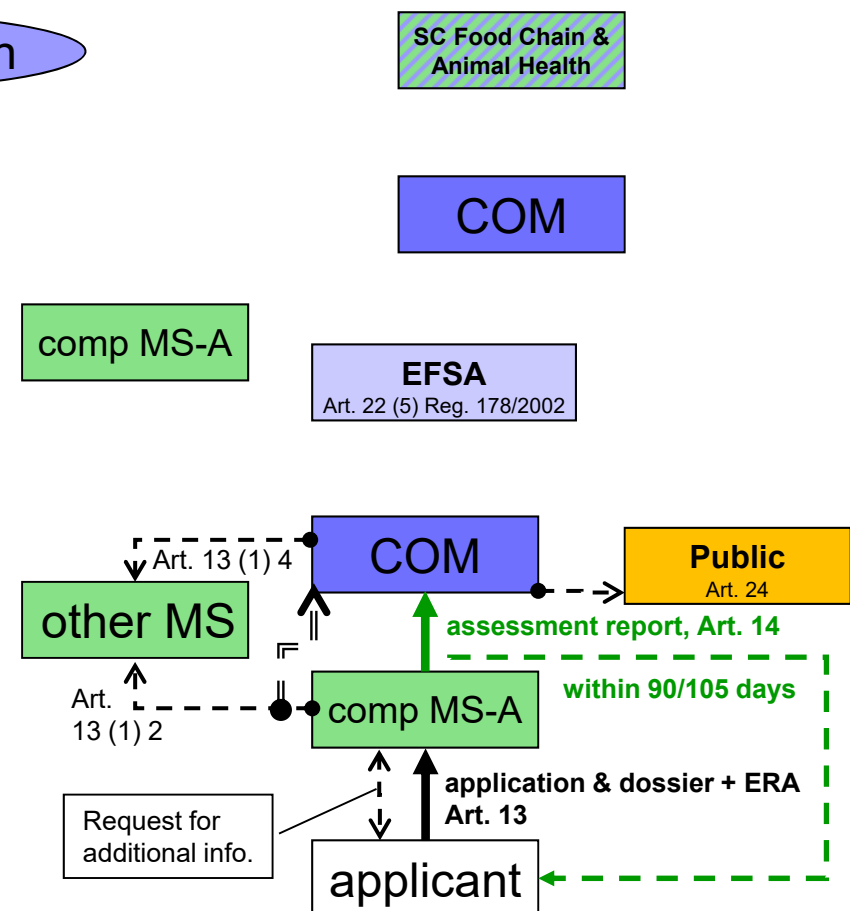 n
SC Food Chain &
Animal Health
COM
comp MS-A
EFSA
Art. 22 (5) Reg. 178/2002
Art. 13 (1) 4
COM
Public
Art. 24
other MS
assessment report, Art. 14
within 90/105 days
Art.
13 (1) 2
comp MS-A
application & dossier + ERA
Art. 13
Request for
additional info.
applicant